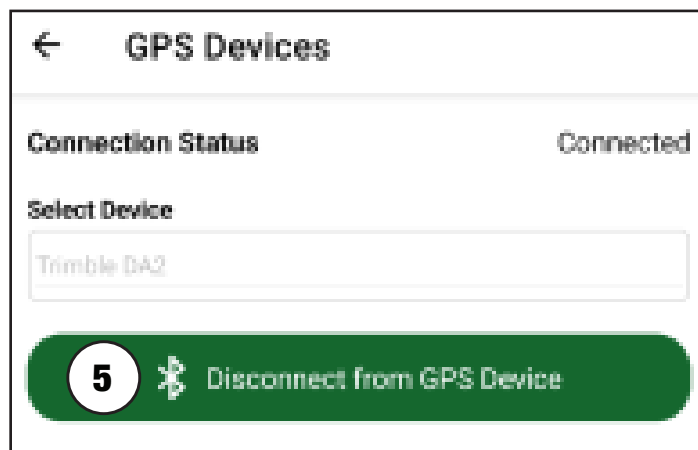 GPS Devices
Connection Status Connected
Select Device
Trimble DA2
5 Disconnect from GPS Device